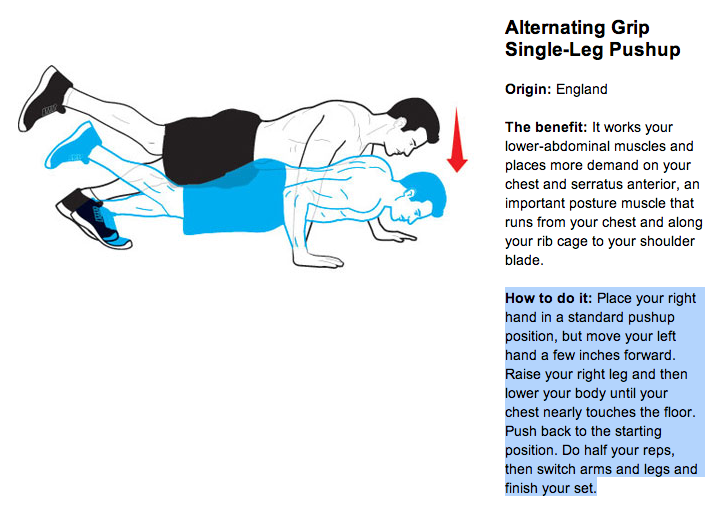 Alternating Grip
Single-Leg Pushup
Origin: England
The benefit: It works your
lower-abdominal muscles and
places more demand on your
chest and serratus anterior, an
important posture muscle that
runs from your chest and along
your rib cage to your shoulder
blade.
How to do it: Place your right
hand in a standard pushup
position, but move your left
hand a few inches forward.
Raise your right leg and then
lower your body until your
chest nearly touches the floor.
Push back to the starting
position. Do half your reps,
then switch arms and legs and
finish your set.